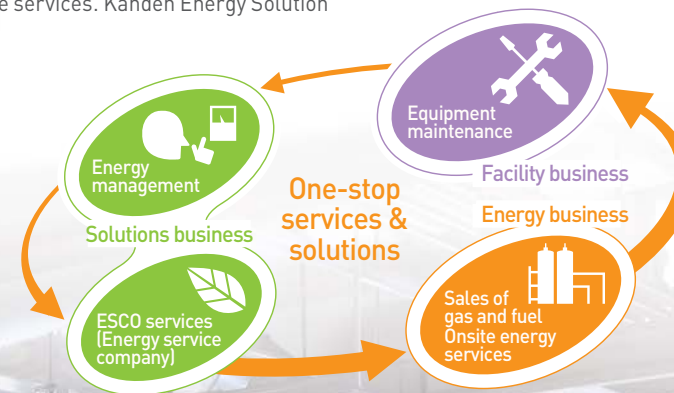 e services. Kanden Energy Solution
Equipment
maintenance
Facility business
Energy
management
Solutions business
One-stop
services &
solutions
Energy business
ESCO services
(Energy service
company)
Sales of
gas and fuel
Onsite energy
services